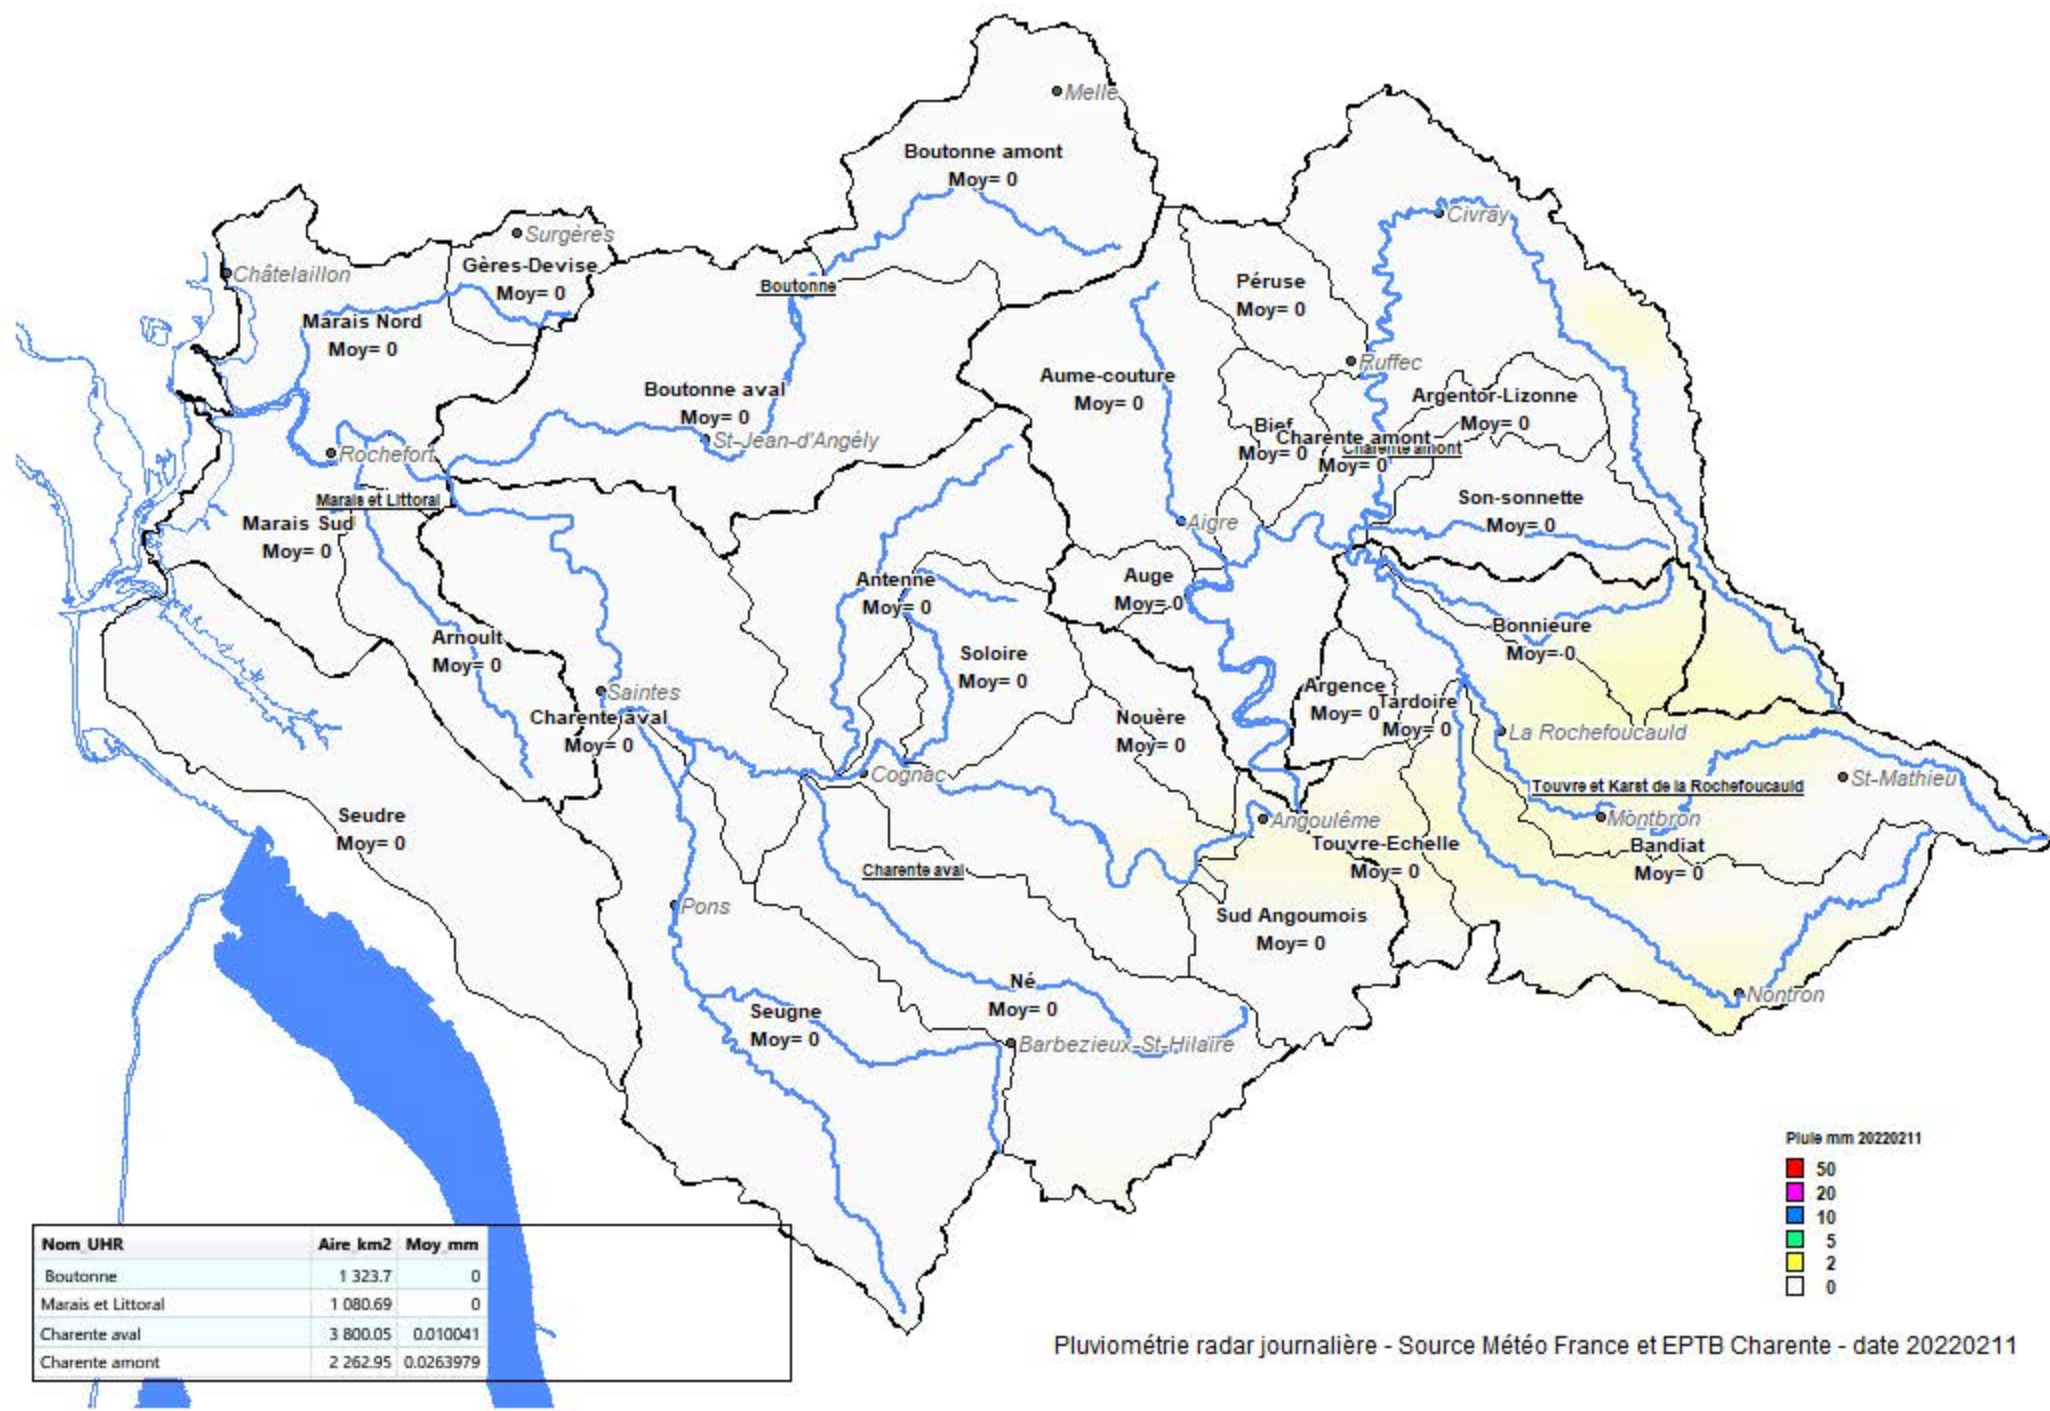 Melle
Boutonne amont
Moy= 0
Civray
Surgères
Châtelaillon
Gères-Devise
Moy= 0
Boutonne
Péruse
Moy= 0
Marais Nord
Moy= 0
Ruffec
Boutonne aval
Moy= 0
Aume-couture
Moy= 0
Argentor-Lizonne
Moy= 0
St-Jean-d'Angély
Bief
Moy= 0
Charente amont
Moy= 0
Charente amont
Rochefort
Marais et Littoral
Son-sonnette
Moy= 0
Marais Sud
Moy= 0
Aigre
Antenne
Moy= 0
Auge
Moy= 0
Arnoult
Moy= 0
Soloire
Moy= 0
Bonnieure
Moy= 0
Saintes
Charente aval
Moy= 0
Nouère
Moy= 0
Argence
Moy= 0
Tardoire
Moy= 0
La Rochefoucauld
Cognac
Touvre et Karst de la Rochefoucauld
St-Mathieu
Seudre
Moy= 0
Angoulême
Montbron
Touvre-Echelle
Moy= 0
Bandiat
Moy= 0
Charente aval
Pons
Sud Angoumois
Moy= 0
Né
Moy= 0
Nontron
Seugne
Moy= 0
Barbezieux-St-Hilaire
Pluie mm 20220211
50
20
10
5
2
0
Nom_UHR Aire_km2 Moy_mm
Boutonne 1 323.7 0
Marais et Littoral 1 080.69 0
Charente aval 3 800.05 0.010041
Charente amont 2 262.95 0.0263979
Pluviométrie radar journalière - Source Météo France et EPTB Charente - date 20220211